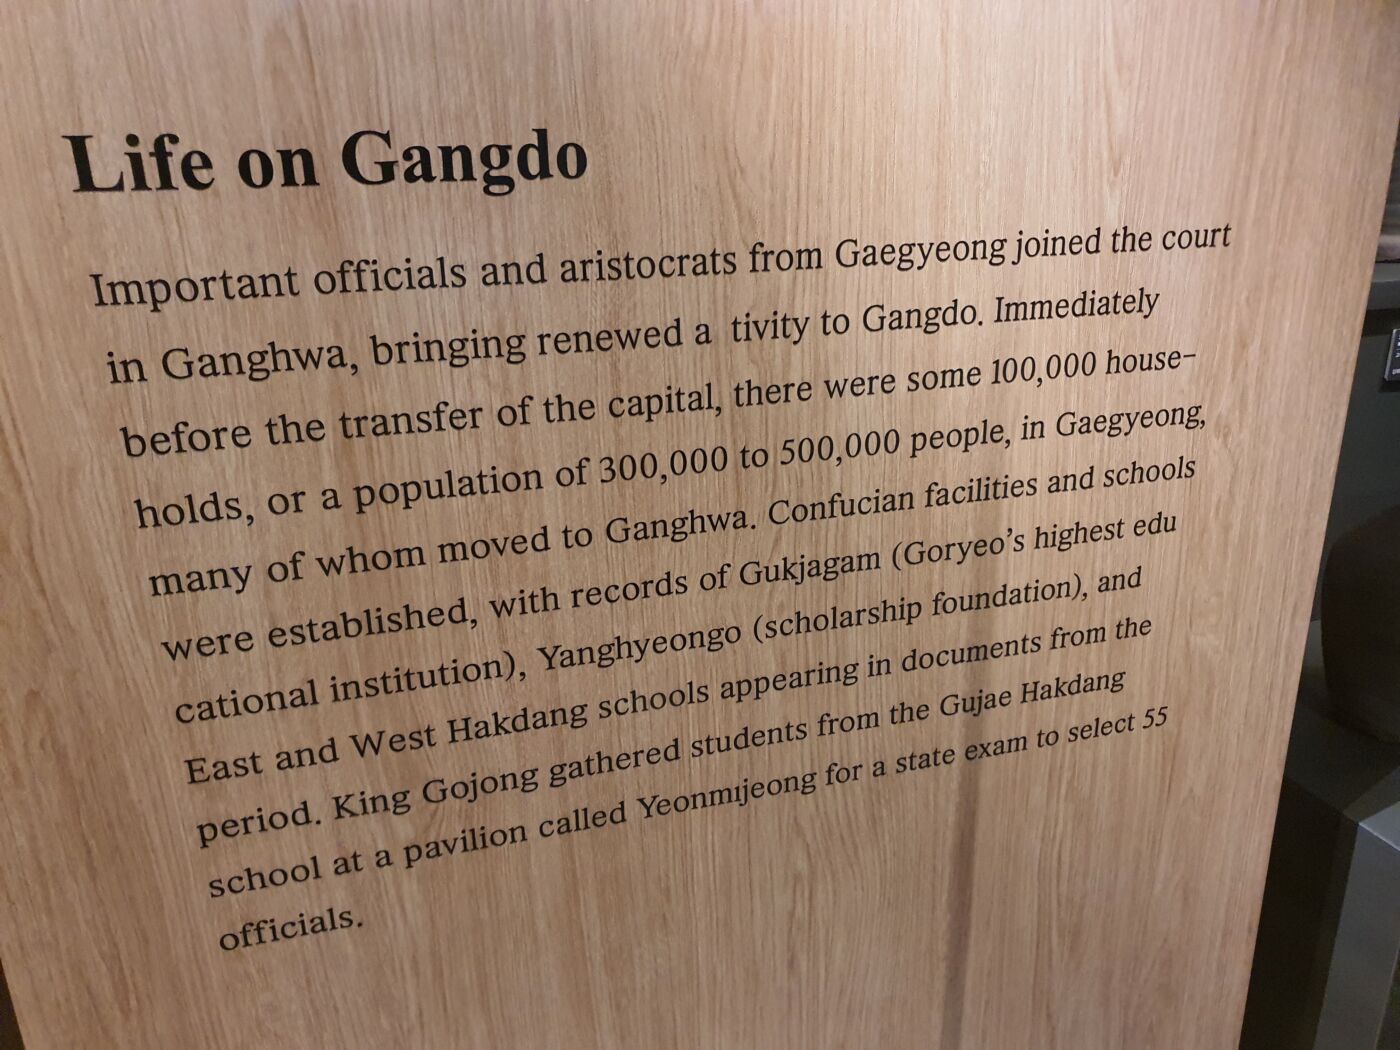 Life on Gangdo
Important officials and aristocrats from Gaegyeong joined the court
in Ganghwa, bringing renewed a tivity to Gangdo. Immediately
before the transfer of the capital, there were some 100,000 house-
holds, or a population of 300,000 to 500,000 people, in Gaegyeong,
many of whom moved to Ganghwa. Confucian facilities and schools
were established, with records of Gukjagam (Goryeo's highest edu
cational institution), Yanghyeongo (scholarship foundation), and
East and West Hakdang schools appearing in documents from the
period. King Gojong gathered students from the Gujae Hakdang
school at a pavilion called Yeonmıjeong for a state exam to select 55
officials.